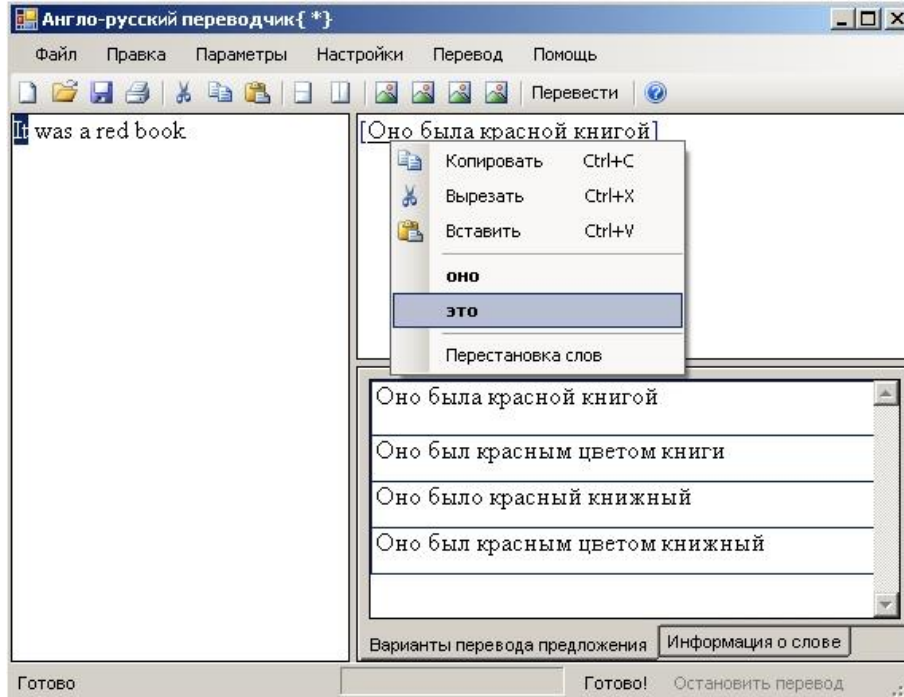 Англо-русский переводчик{ *}
Файл Правка Параметры Настройки Перевод Помощь
Перевести
It was a red book
[Оно была красной книгой]
Копировать Ctrl+C
Вырезать Ctrl+X
Вставить Ctrl+V
оно
это
Перестановка слов
Оно была красной книгой
Оно был красным цветом книги
Оно было красный книжный
Оно был красным цветом книжный
Варианты перевода предложения Информация о слове
Готово Готово! Остановить перевод